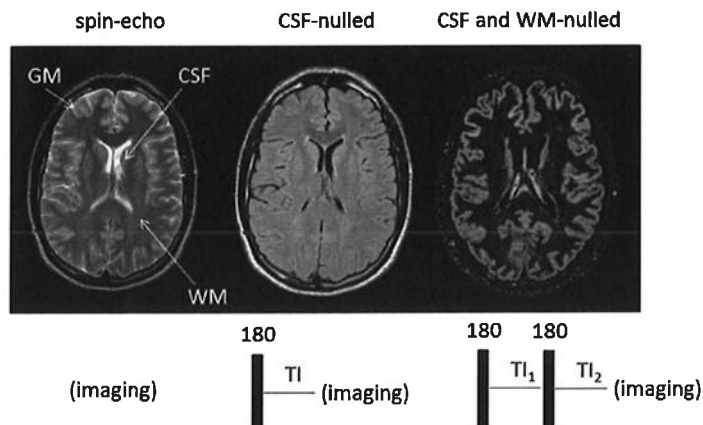 spin-echo CSF-nulled CSF and WM-nulled
GM CSF
WM
180 180 180
(imaging) TI (imaging) TI₁ TI₂ (imaging)